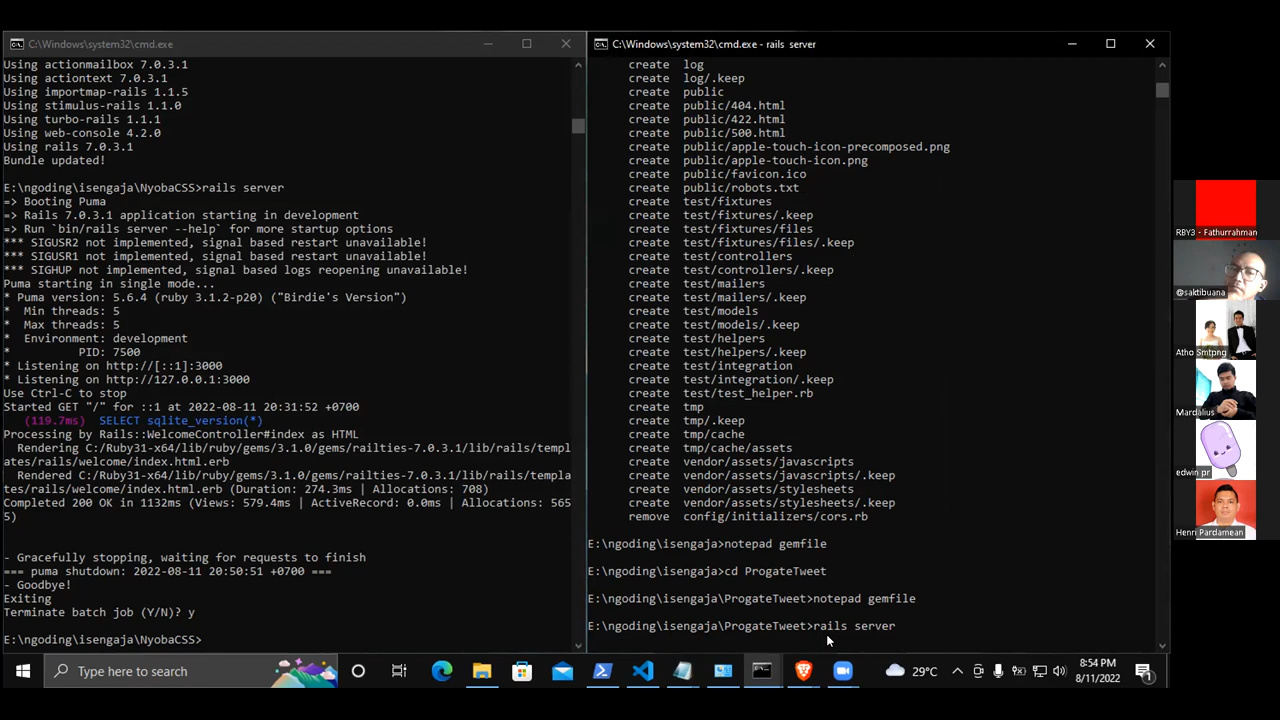 C:\Windows\system32\cmd.exe
Using actionmailbox 7.0.3.1
Using actiontext 7.0.3.1
Using importmap-rails 1.1.5
Using stimulus-rails 1.1.0
Using turbo-rails 1.1.1
Using web-console 4.2.0
Using rails 7.0.3.1
Bundle updated!
E:\ngoding\isengaja\NyobaCSS>rails server
=> Booting Puma
=> Rails 7.0.3.1 application starting in development
=> Run `bin/rails server --help` for more startup options
*** SIGUSR2 not implemented, signal based restart unavailable!
*** SIGUSR1 not implemented, signal based restart unavailable!
*** SIGHUP not implemented, signal based logs reopening unavailable!
Puma starting in single mode...
* Puma version: 5.6.4 (ruby 3.1.2-p20) ("Birdie's Version")
*  Min threads: 5
*  Max threads: 5
*  Environment: development
*          PID: 7500
* Listening on http://[::1]:3000
* Listening on http://127.0.0.1:3000
Use Ctrl-C to stop
Started GET "/" for ::1 at 2022-08-11 20:31:52 +0700
(119.7ms)  SELECT sqlite_version(*)
Processing by Rails::WelcomeController#index as HTML
Rendering C:/Ruby31-x64/lib/ruby/gems/3.1.0/gems/railties-7.0.3.1/lib/rails/templ
ates/rails/welcome/index.html.erb
Rendered C:/Ruby31-x64/lib/ruby/gems/3.1.0/gems/railties-7.0.3.1/lib/rails/templa
tes/rails/welcome/index.html.erb (Duration: 274.3ms | Allocations: 708)
Completed 200 OK in 1132ms (Views: 579.4ms | ActiveRecord: 0.0ms | Allocations: 565
5)
- Gracefully stopping, waiting for requests to finish
=== puma shutdown: 2022-08-11 20:50:51 +0700 ===
- Goodbye!
Exiting
Terminate batch job (Y/N)? y
E:\ngoding\isengaja\NyobaCSS>
C:\Windows\system32\cmd.exe - rails  server
create  log
create  log/.keep
create  public
create  public/404.html
create  public/422.html
create  public/500.html
create  public/apple-touch-icon-precomposed.png
create  public/apple-touch-icon.png
create  public/favicon.ico
create  public/robots.txt
create  test/fixtures
create  test/fixtures/.keep
create  test/fixtures/files
create  test/fixtures/files/.keep
create  test/controllers
create  test/controllers/.keep
create  test/mailers
create  test/mailers/.keep
create  test/models
create  test/models/.keep
create  test/helpers
create  test/helpers/.keep
create  test/integration
create  test/integration/.keep
create  test/test_helper.rb
create  tmp
create  tmp/.keep
create  tmp/cache
create  tmp/cache/assets
create  vendor/assets/javascripts
create  vendor/assets/javascripts/.keep
create  vendor/assets/stylesheets
create  vendor/assets/stylesheets/.keep
remove  config/initializers/cors.rb
E:\ngoding\isengaja>notepad gemfile
E:\ngoding\isengaja>cd ProgateTweet
E:\ngoding\isengaja\ProgateTweet>notepad gemfile
E:\ngoding\isengaja\ProgateTweet>rails server
RBY3 - Fathurrahman
@saktibuana
Atho Smtpng
Mardalius
edwin pr
Henri Pardamean
Type here to search
29°C
8:54 PM
8/11/2022
1